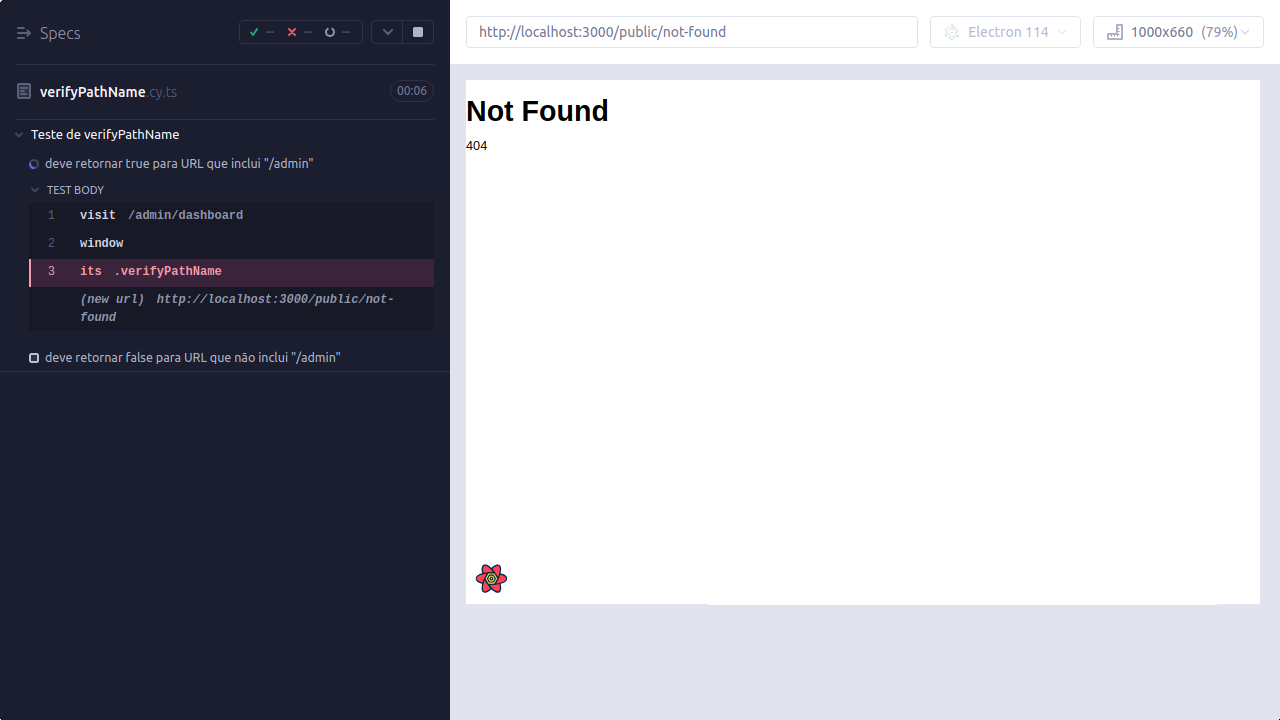 Specs
-- -- --
verifyPathName.cy.ts 00:06
Teste de verifyPathName
deve retornar true para URL que inclui "/admin"
TEST BODY
1 visit /admin/dashboard
2 window
3 its .verifyPathName
(new url) http://localhost:3000/public/not-
found
deve retornar false para URL que não inclui "/admin"
http://localhost:3000/public/not-found
Electron 114
1000x660 (79%)
Not Found
404